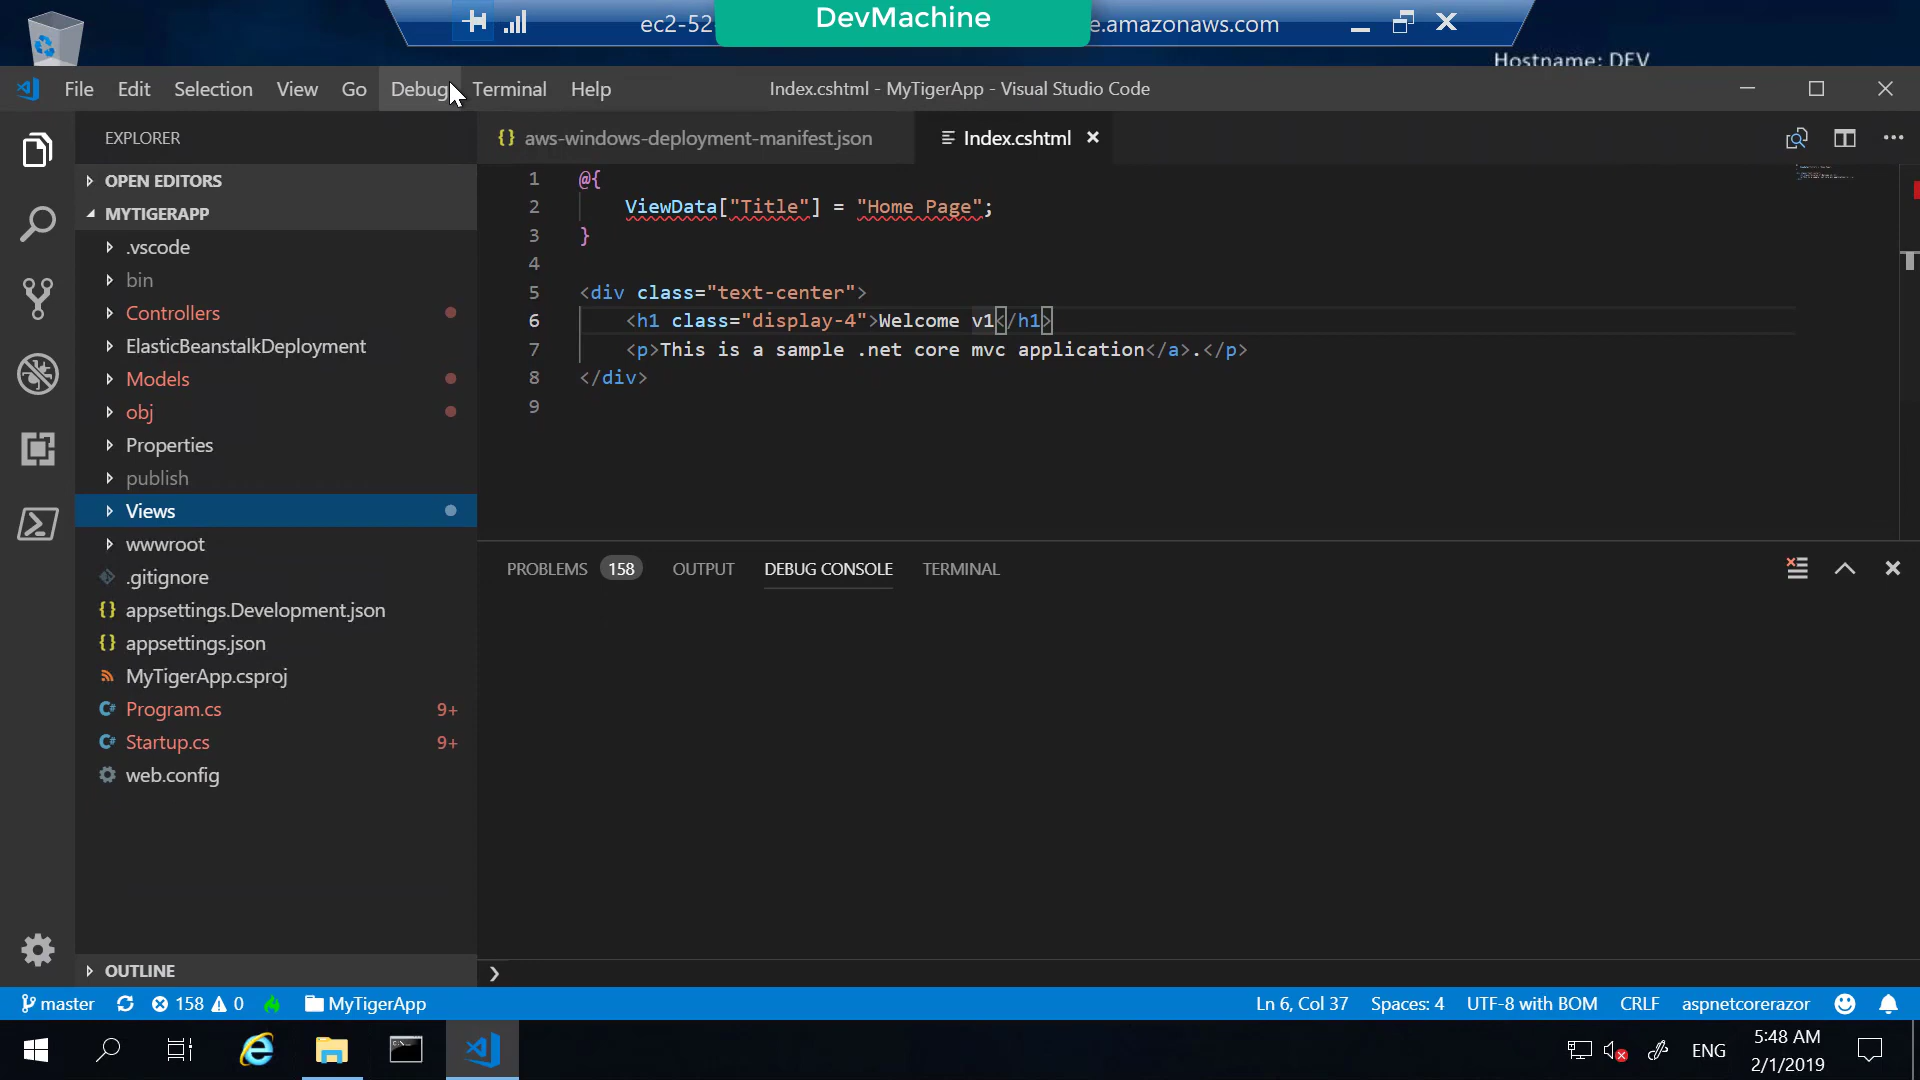 ec2-52
DevMachine
e.amazonaws.com
Hostname: DEV
File Edit Selection View Go Debug Terminal Help
Index.cshtml - MyTigerApp - Visual Studio Code
EXPLORER
aws-windows-deployment-manifest.json
Index.cshtml
OPEN EDITORS
MYTIGERAPP
.vscode
bin
Controllers
ElasticBeanstalkDeployment
Models
obj
Properties
publish
Views
wwwroot
.gitignore
appsettings.Development.json
appsettings.json
MyTigerApp.csproj
Program.cs 9+
Startup.cs 9+
web.config
OUTLINE
1 @{
2 ViewData["Title"] = "Home Page";
3 }
4
5 <div class="text-center">
6 <h1 class="display-4">Welcome v1</h1>
7 <p>This is a sample .net core mvc application</a>.</p>
8 </div>
9
PROBLEMS 158 OUTPUT DEBUG CONSOLE TERMINAL
master 158 0 MyTigerApp
Ln 6, Col 37 Spaces: 4 UTF-8 with BOM CRLF aspnetcorerazor
ENG
5:48 AM
2/1/2019